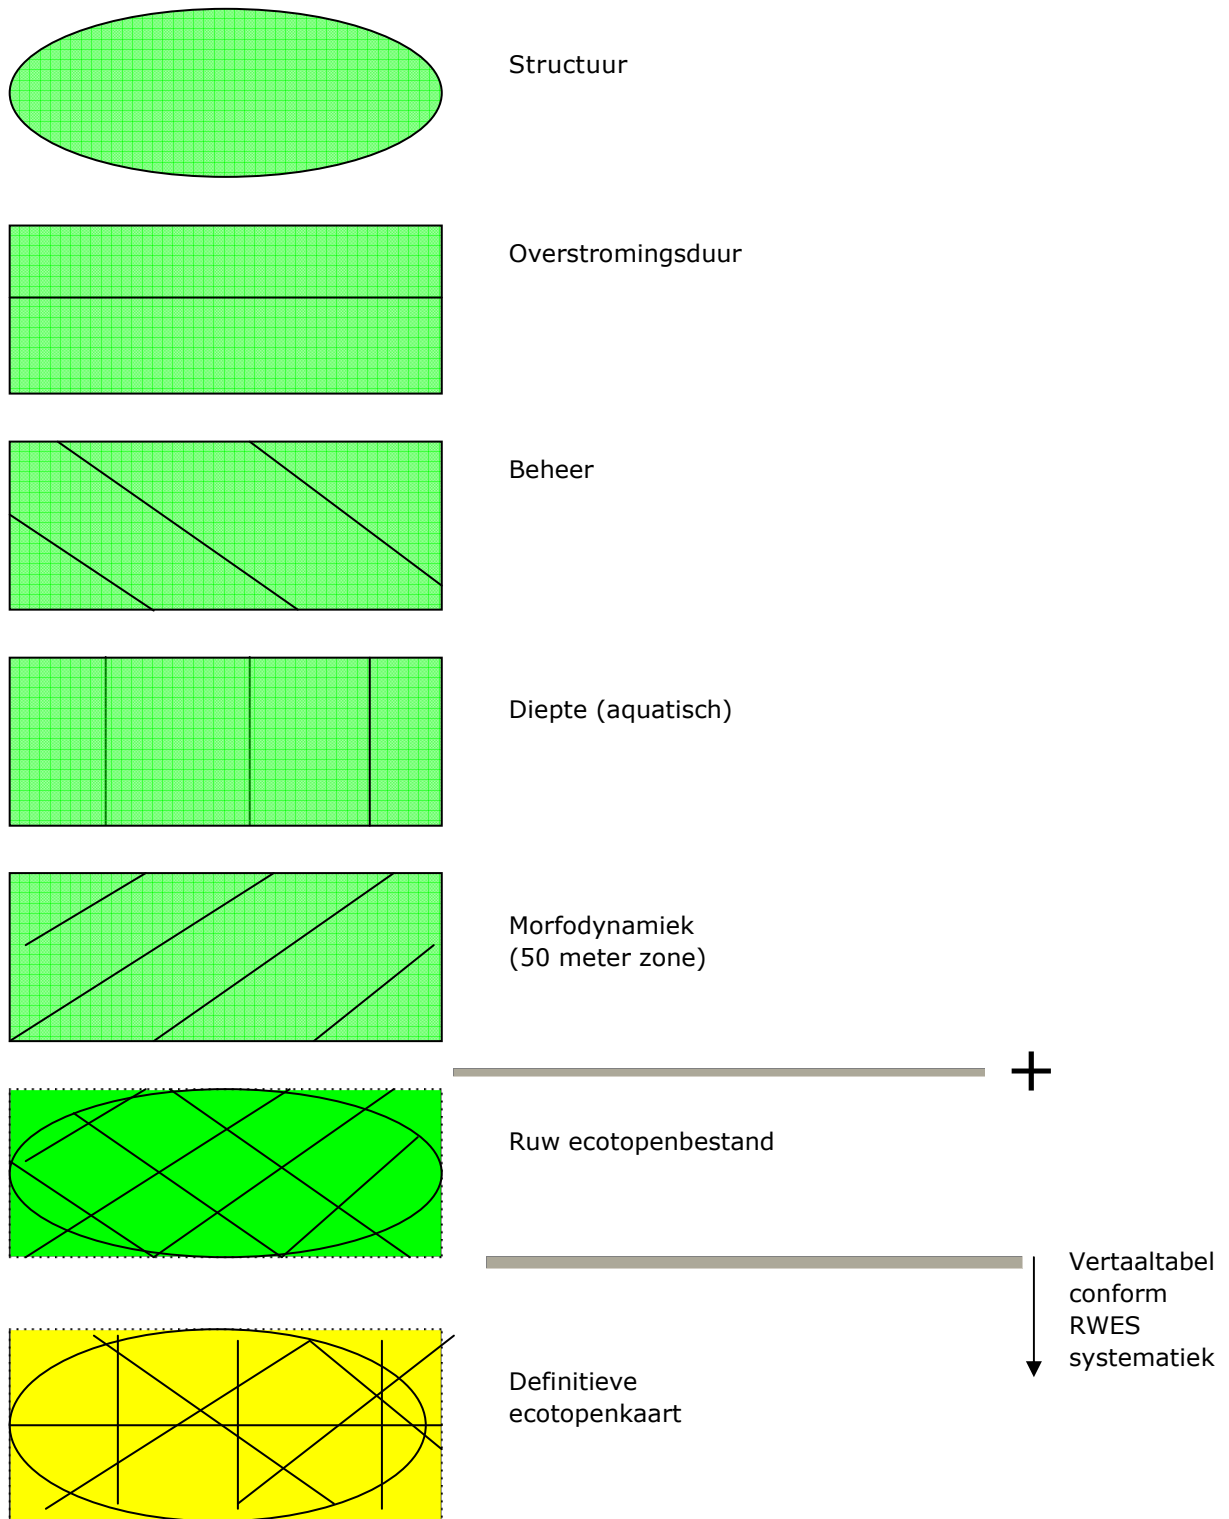 Structuur
Overstromingsduur
Beheer
Diepte (aquatisch)
Morfodynamiek
(50 meter zone)
+
Ruw ecotopenbestand
Vertaaltabel
conform
RWES
systematiek
Definitieve
ecotopenkaart